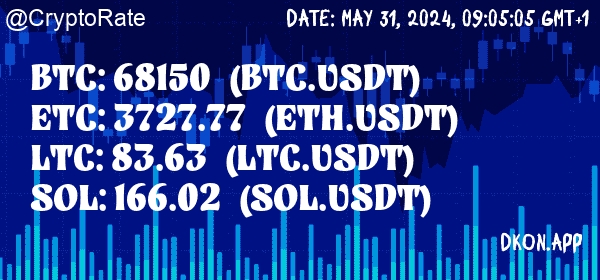 @CryptoRate
DATE: MAY 31, 2024, 09:05:05 GMT+1
BTC: 68150 (BTC.USDT)
ETC: 3727.77 (ETH.USDT)
LTC: 83.63 (LTC.USDT)
SOL: 166.02 (SOL.USDT)
DKON.APP